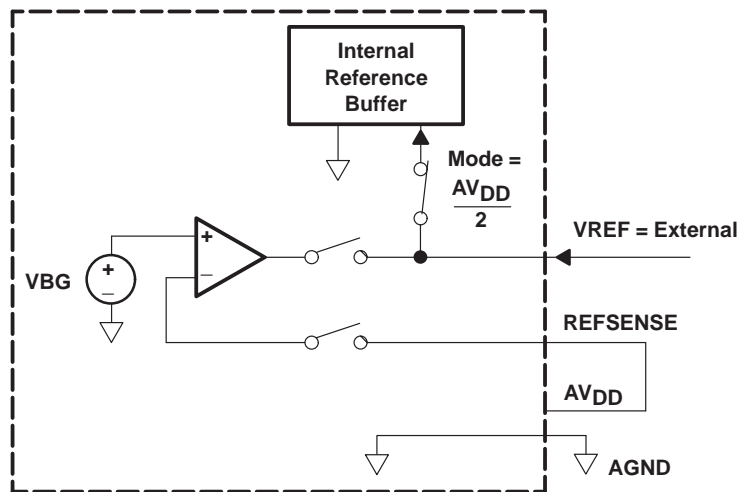 Internal
Reference
Buffer
Mode =
AVDD
2
VREF = External
+
−
+
−
VBG
REFSENSE
AVDD
AGND